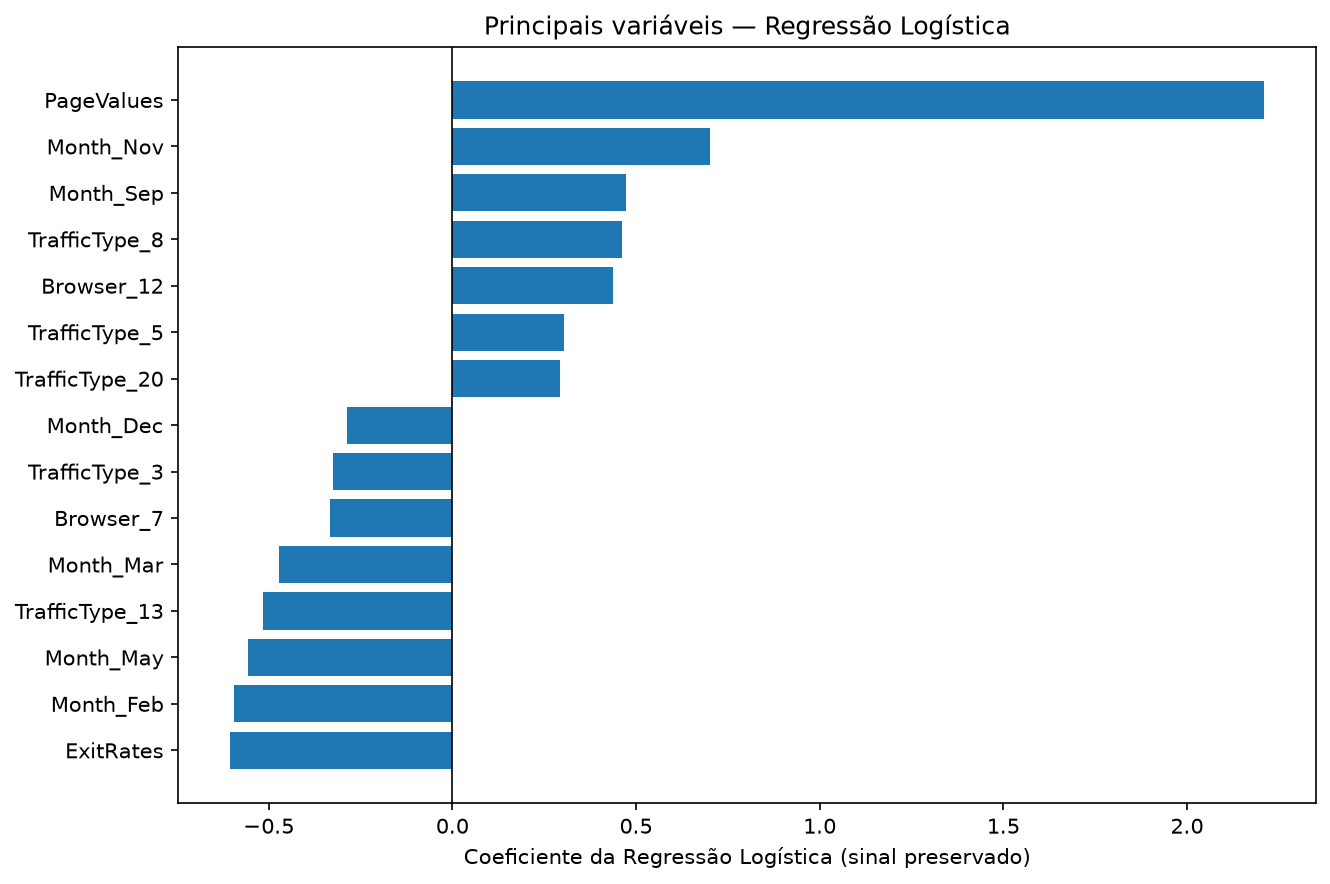 Principais variáveis — Regressão Logística
PageValues
Month_Nov
Month_Sep
TrafficType_8
Browser_12
TrafficType_5
TrafficType_20
Month_Dec
TrafficType_3
Browser_7
Month_Mar
TrafficType_13
Month_May
Month_Feb
ExitRates
−0.5 0.0 0.5 1.0 1.5 2.0
Coeficiente da Regressão Logística (sinal preservado)